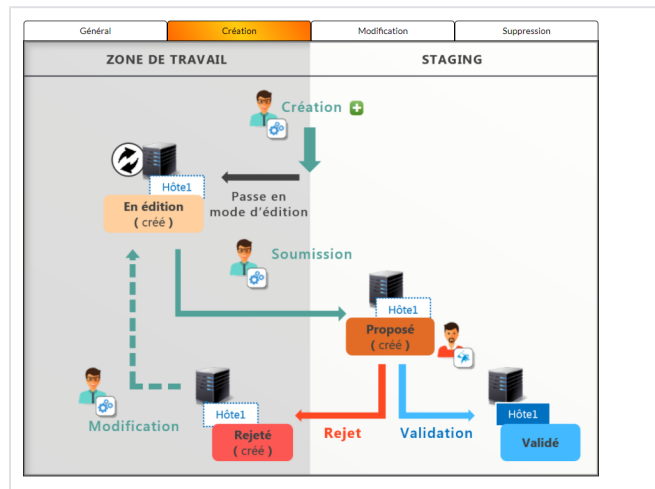 Général Création Modification Suppression
ZONE DE TRAVAIL STAGING
Création
Hôte1
En édition
( créé )
Passe en
mode d'édition
Soumission
Hôte1
Proposé
( créé )
Hôte1
Modification
Rejeté
( créé )
Rejet
Validation
Hôte1
Validé